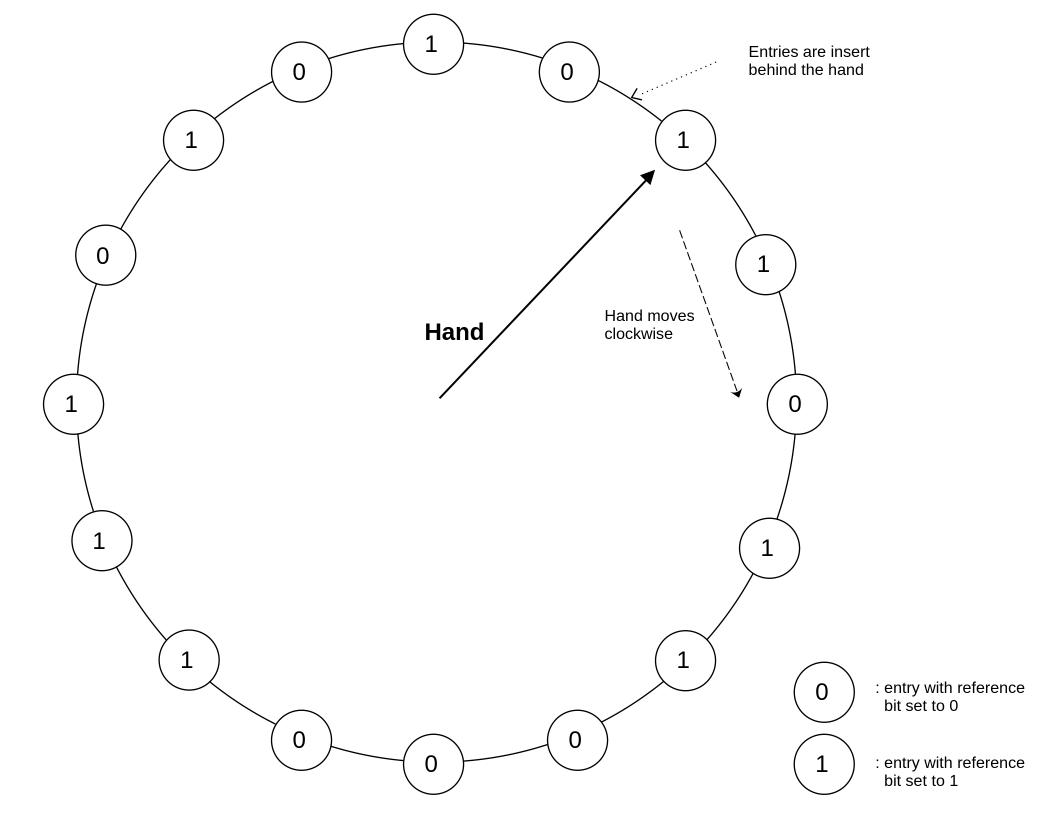 1
0
0
Entries are insert
behind the hand
1
1
0
1
Hand
Hand moves
clockwise
1
0
1
1
1
1
0
0
0
0
: entry with reference
bit set to 0
1
: entry with reference
bit set to 1